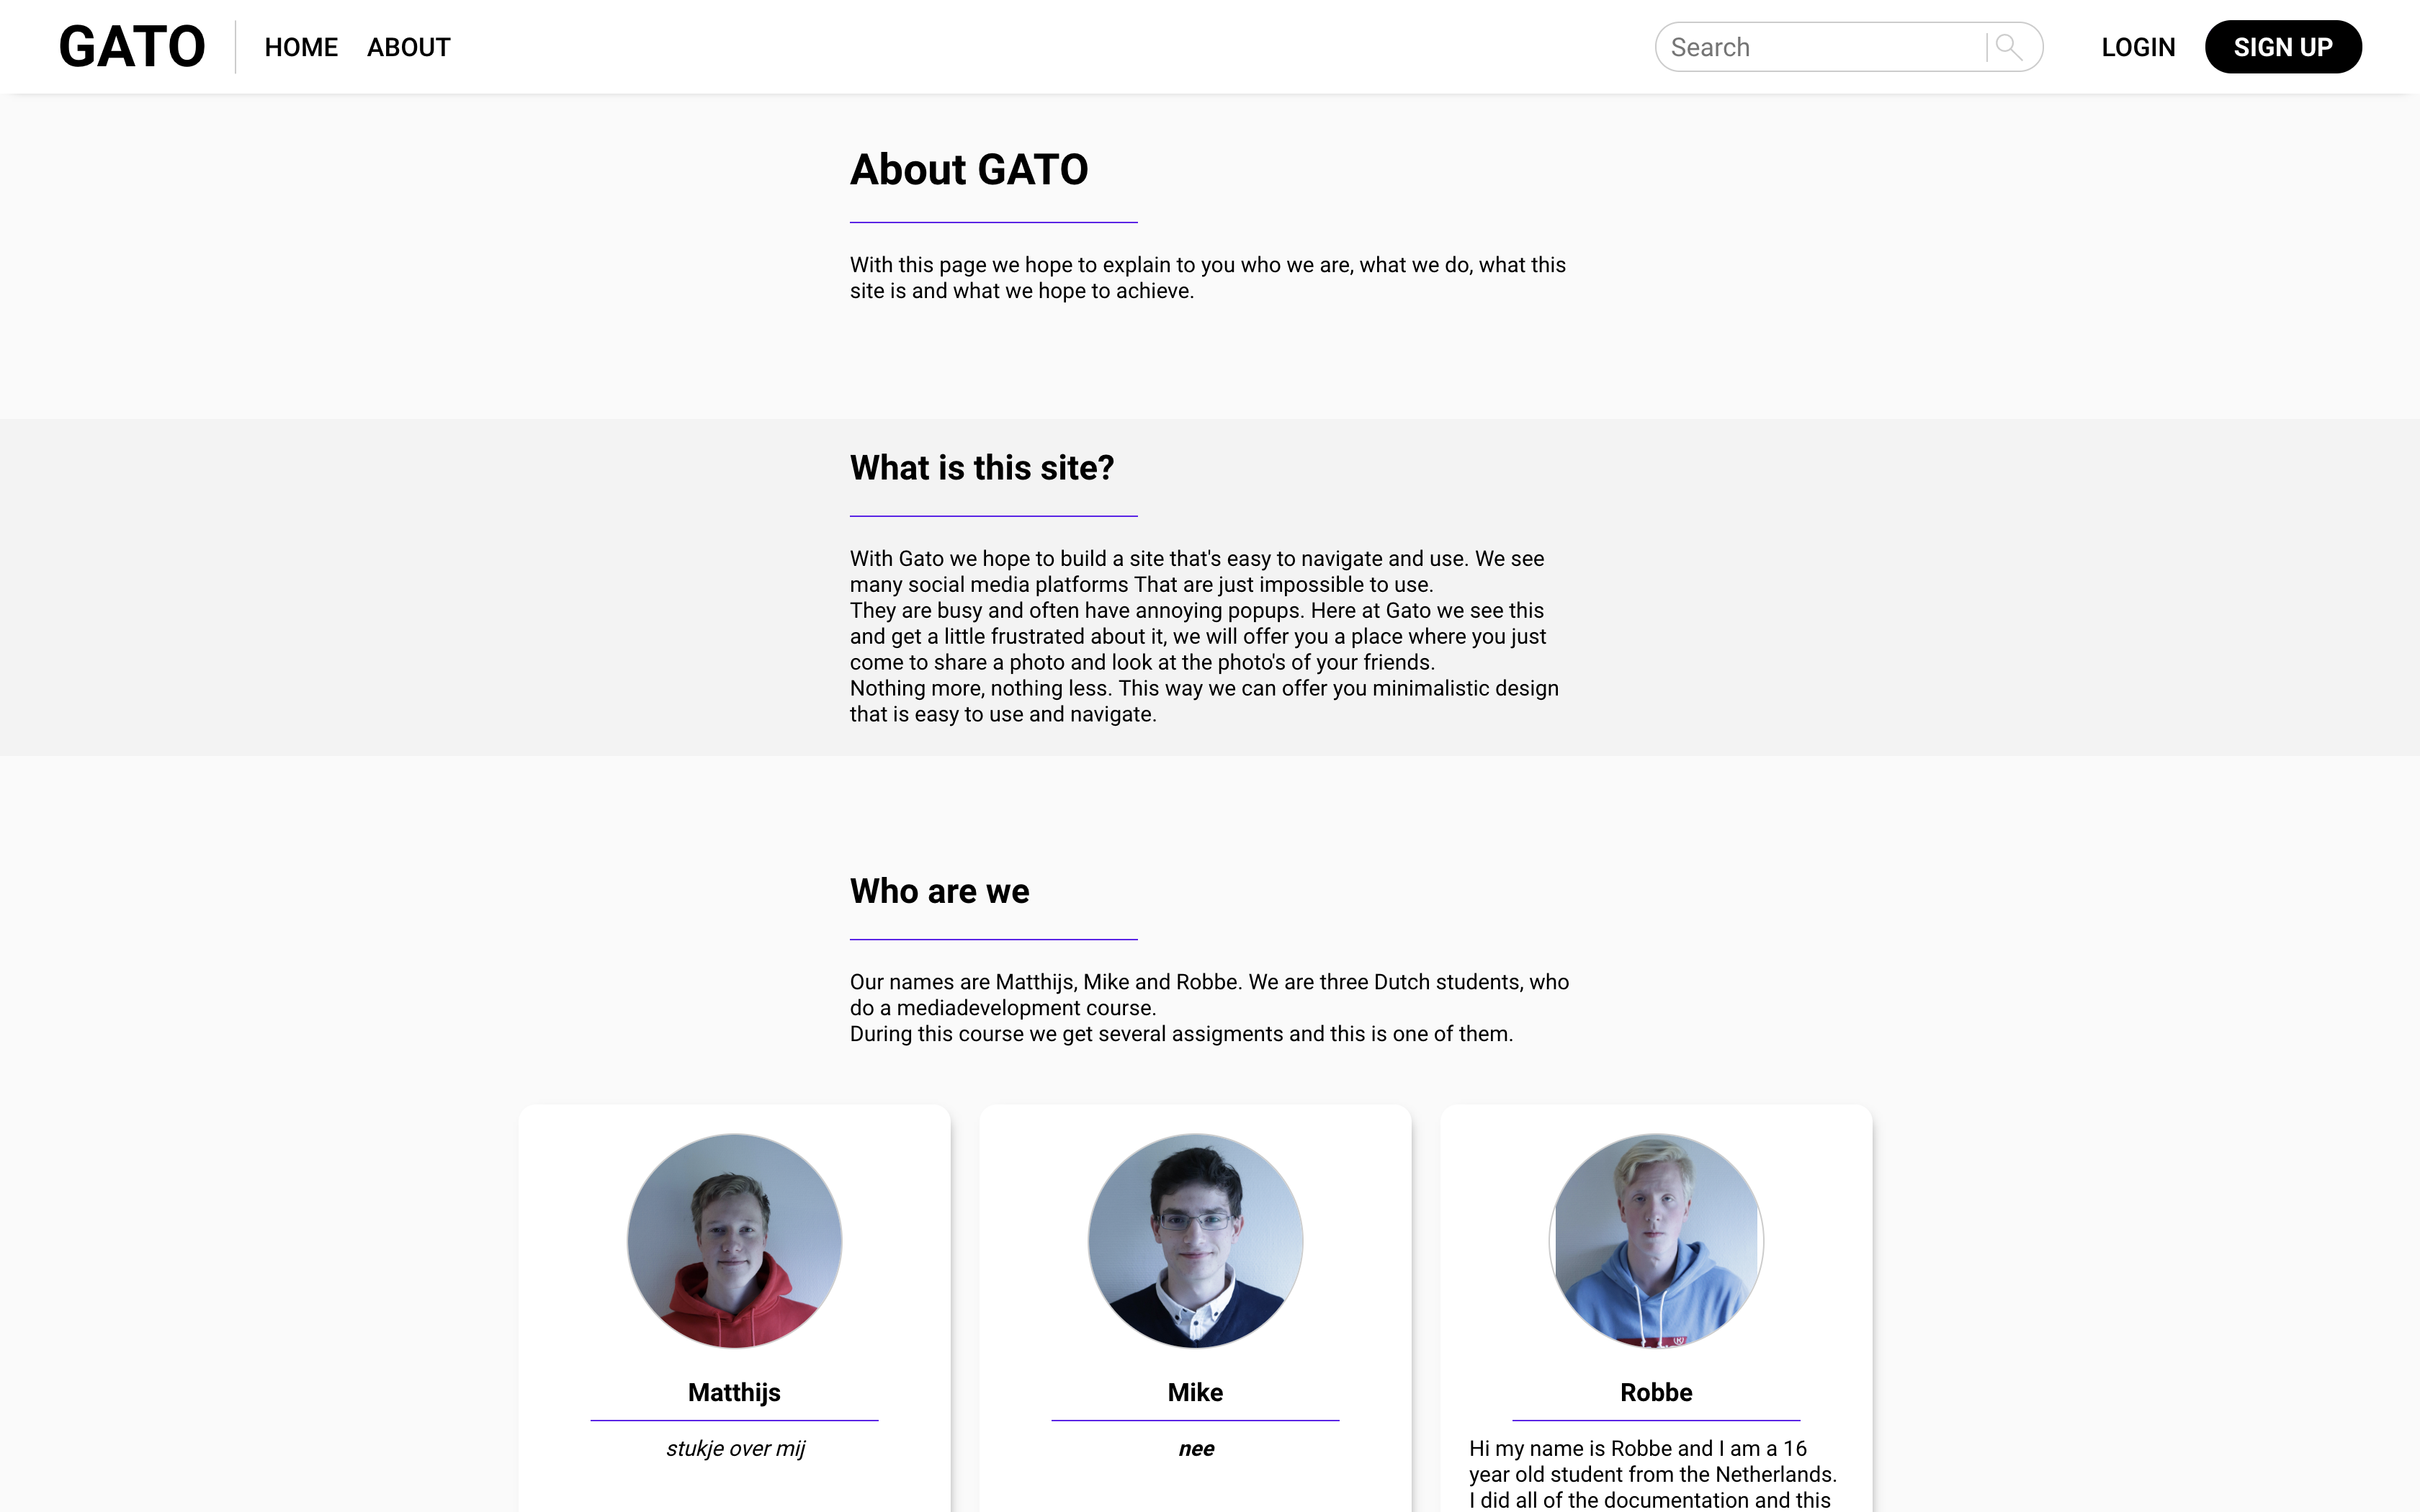 GATO
HOME ABOUT
Search
LOGIN
SIGN UP
About GATO
With this page we hope to explain to you who we are, what we do, what this
site is and what we hope to achieve.
What is this site?
With Gato we hope to build a site that's easy to navigate and use. We see
many social media platforms That are just impossible to use.
They are busy and often have annoying popups. Here at Gato we see this
and get a little frustrated about it, we will offer you a place where you just
come to share a photo and look at the photo's of your friends.
Nothing more, nothing less. This way we can offer you minimalistic design
that is easy to use and navigate.
Who are we
Our names are Matthijs, Mike and Robbe. We are three Dutch students, who
do a mediadevelopment course.
During this course we get several assigments and this is one of them.
Matthijs
stukje over mij
Mike
nee
Robbe
Hi my name is Robbe and I am a 16
year old student from the Netherlands.
I did all of the documentation and this